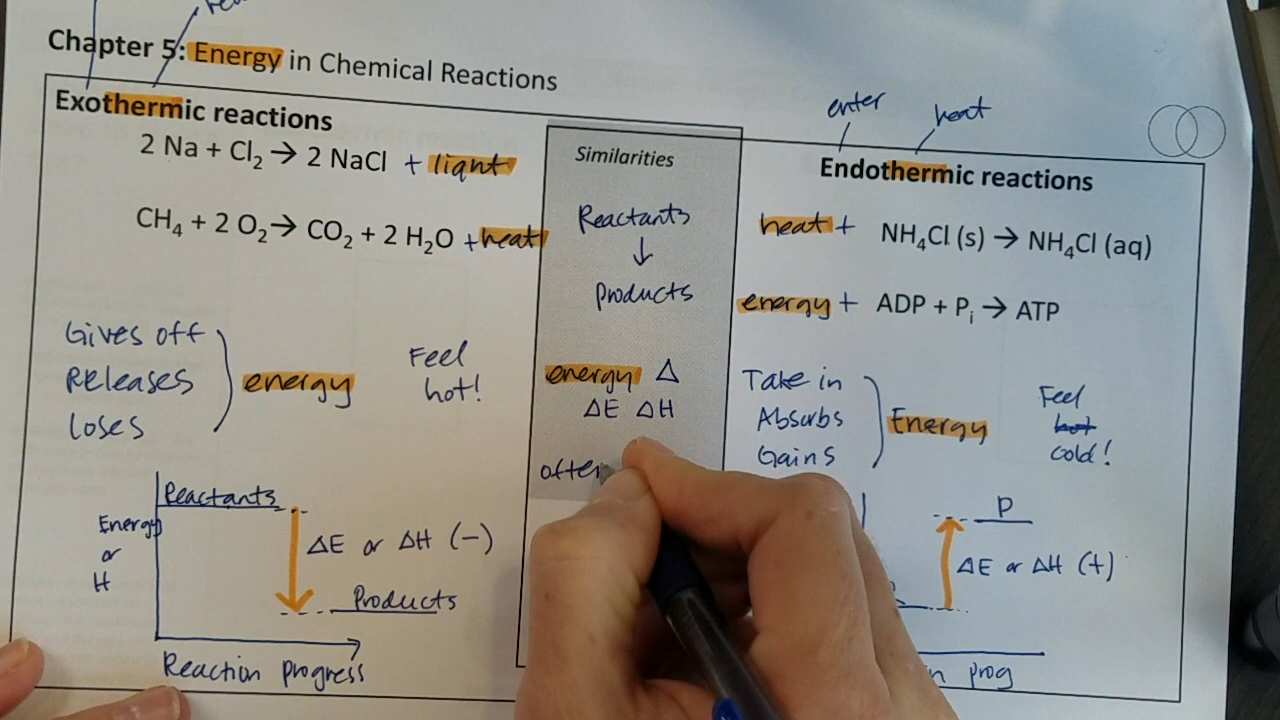 Chapter 5: Energy in Chemical Reactions
Exothermic reactions
2 Na + Cl₂ → 2 NaCl + light
CH₄ + 2 O₂ → CO₂ + 2 H₂O + heat
Gives off
Releases
loses
energy
Feel
hot!
Reactants
Energy
or
H
ΔE or ΔH (-)
Products
Reaction progress
Similarities
Reactants
↓
products
energy Δ
ΔE ΔH
often
enter
heat
Endothermic reactions
heat + NH₄Cl (s) → NH₄Cl (aq)
energy + ADP + Pᵢ → ATP
Take in
Absorbs
Gains
Energy
Feel
hot
cold!
P
ΔE or ΔH (+)
prog